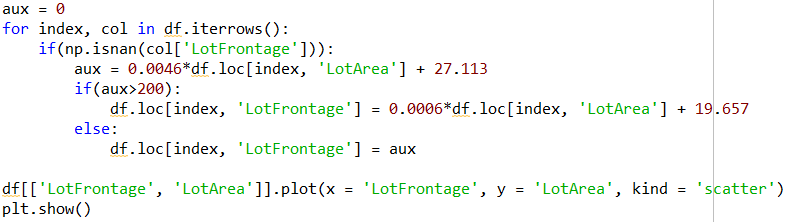 aux = 0
for index, col in df.iterrows():
    if(np.isnan(col['LotFrontage'])):
        aux = 0.0046*df.loc[index, 'LotArea'] + 27.113
        if(aux>200):
            df.loc[index, 'LotFrontage'] = 0.0006*df.loc[index, 'LotArea'] + 19.657
        else:
            df.loc[index, 'LotFrontage'] = aux
df[['LotFrontage', 'LotArea']].plot(x = 'LotFrontage', y = 'LotArea', kind = 'scatter')
plt.show()